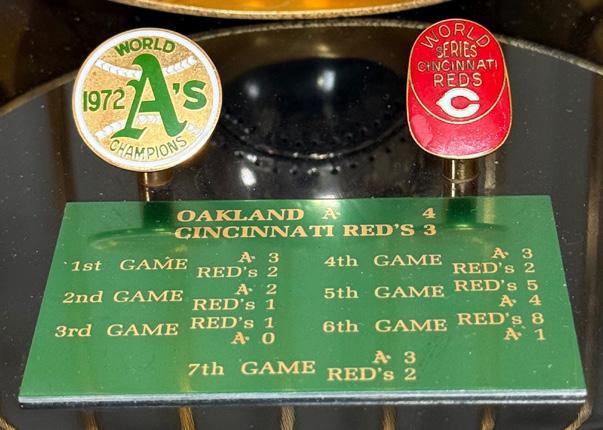 WORLD
1972 A's
CHAMPIONS
WORLD
SERIES
CINCINNATI
REDS
C
OAKLAND A 4
CINCINNATI RED'S 3
1st GAME A 3
RED's 2
2nd GAME A 2
RED's 1
3rd GAME RED's 1
A 0
4th GAME A 3
RED's 2
5th GAME RED's 5
A 4
6th GAME RED's 8
A 1
7th GAME A 3
RED's 2